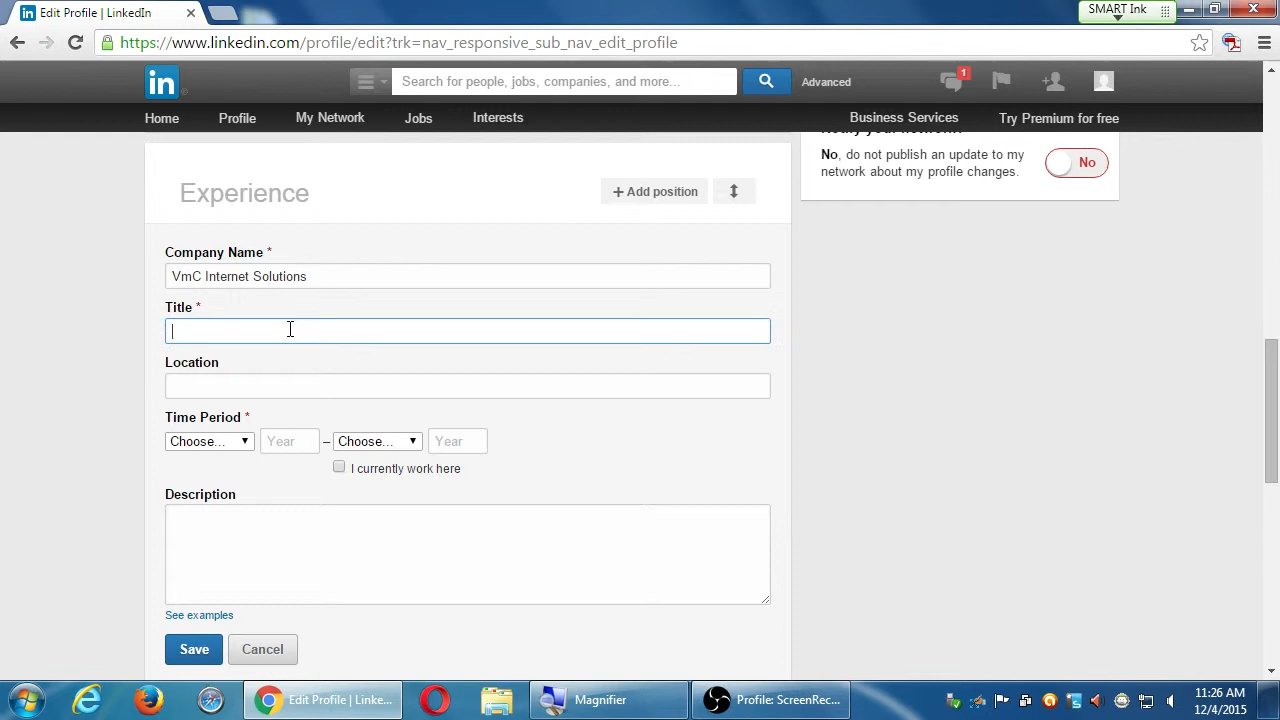 Edit Profile | LinkedIn
SMART Ink
https://www.linkedin.com/profile/edit?trk=nav_responsive_sub_nav_edit_profile
in
Search for people, jobs, companies, and more...
Advanced
1
Home
Profile
My Network
Jobs
Interests
Business Services
Try Premium for free
No, do not publish an update to my
network about my profile changes.
No
Experience
+ Add position
Company Name *
VmC Internet Solutions
Title *
Location
Time Period *
Choose...
Year
–
Choose...
Year
I currently work here
Description
See examples
Save
Cancel
Edit Profile | Linke...
Magnifier
Profile: ScreenRec...
11:26 AM
12/4/2015